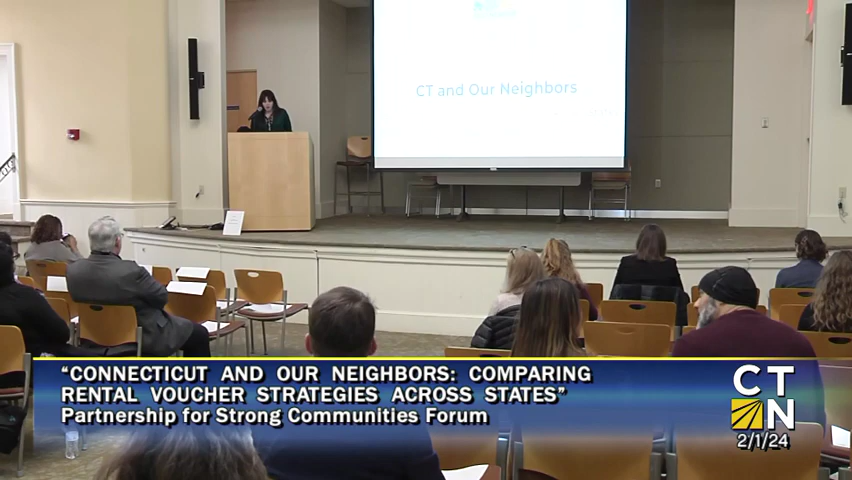 CT and Our Neighbors
“CONNECTICUT AND OUR NEIGHBORS: COMPARING
RENTAL VOUCHER STRATEGIES ACROSS STATES”
Partnership for Strong Communities Forum
CT
N
2/1/24